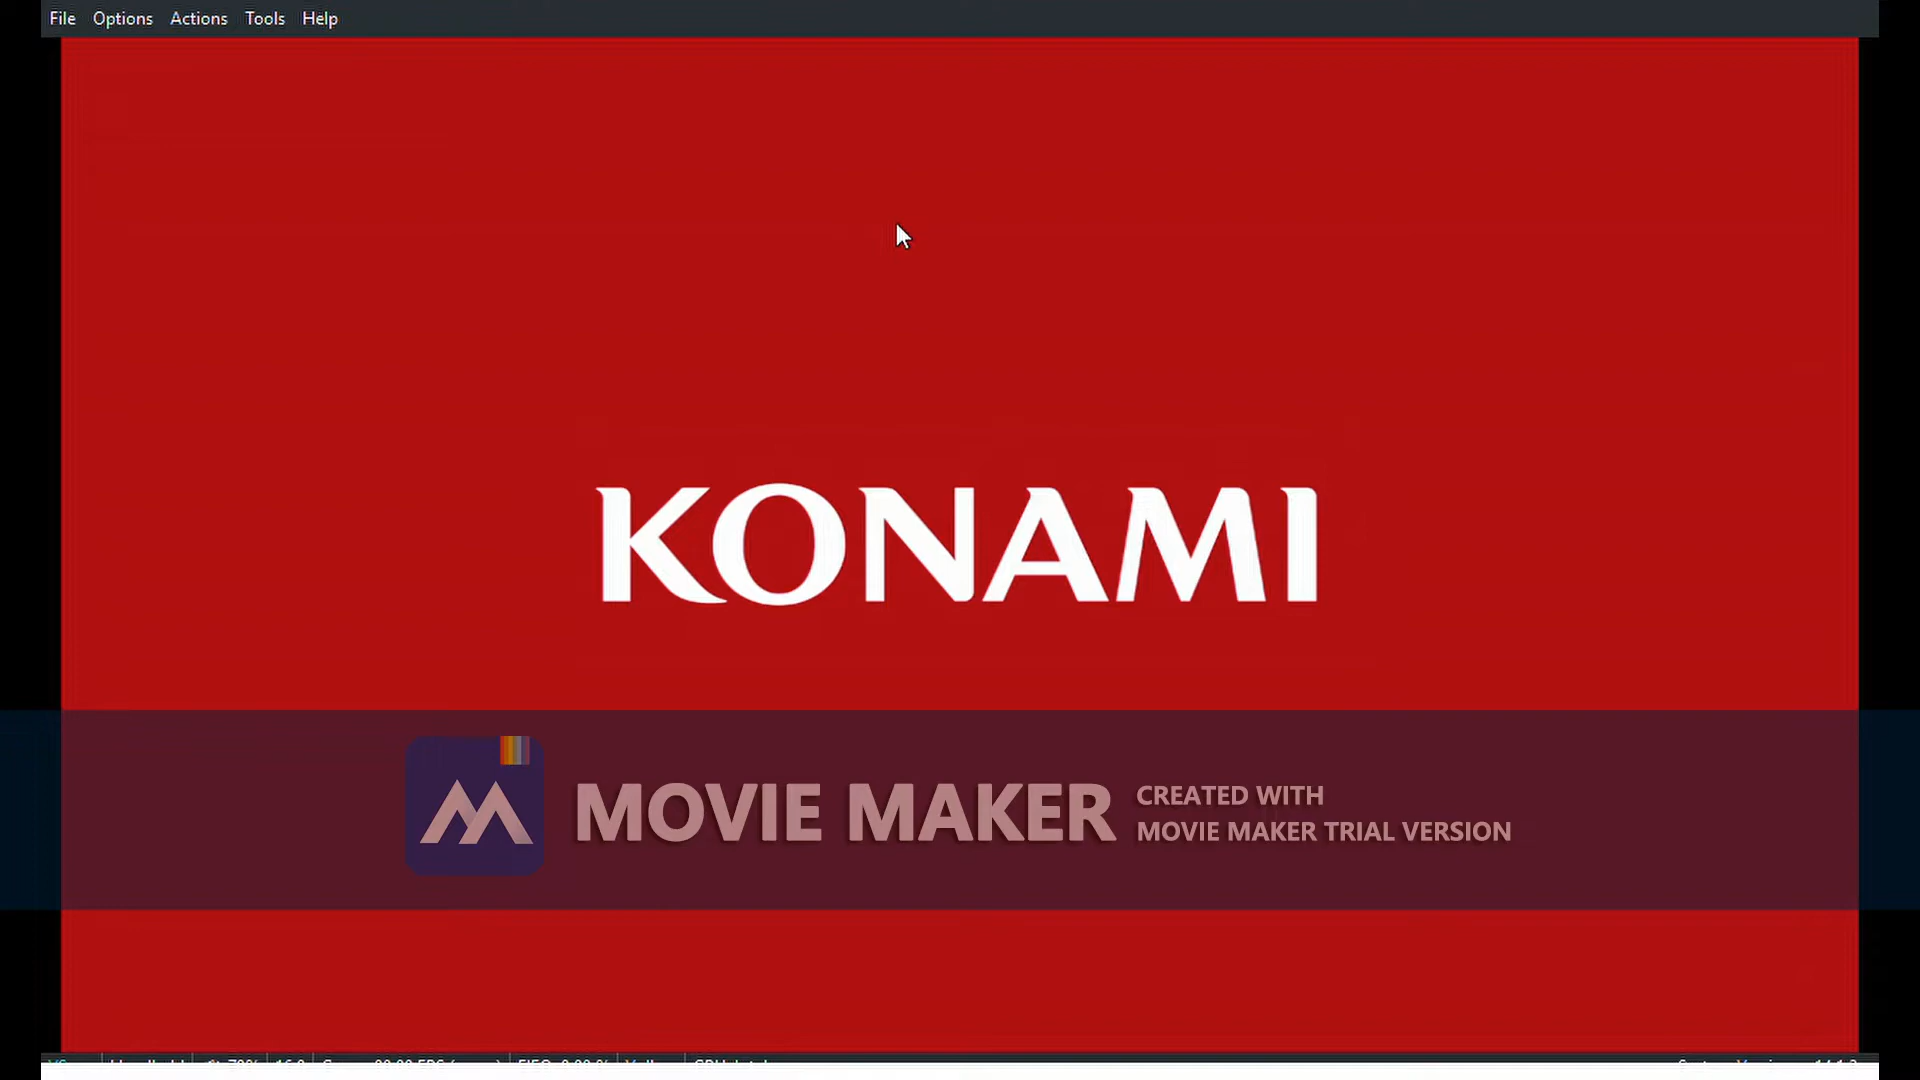 File Options Actions Tools Help
KONAMI
MOVIE MAKER
CREATED WITH
MOVIE MAKER TRIAL VERSION